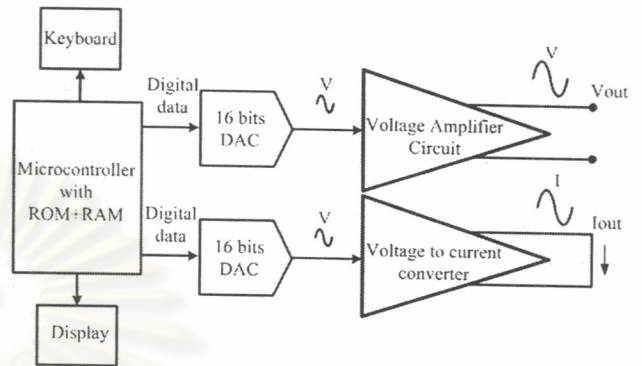 Keyboard
Microcontroller
with
ROM+RAM
Display
Digital
data
16 bits
DAC
V
Voltage Amplifier
Circuit
V
Vout
Digital
data
16 bits
DAC
V
Voltage to current
converter
I
Iout